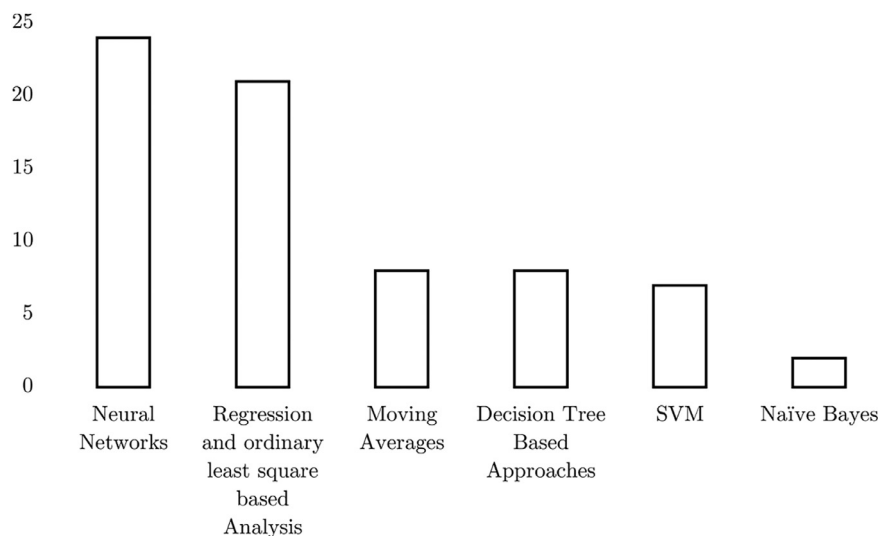 25
20
15
10
5
0
Neural
Networks
Regression
and ordinary
least square
based
Analysis
Moving
Averages
Decision Tree
Based
Approaches
SVM
Naïve Bayes